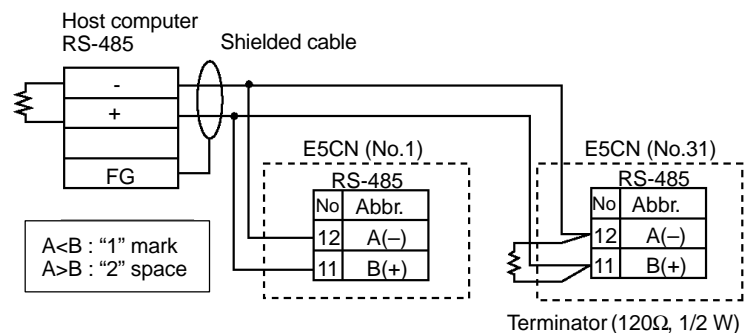 Host computer
RS-485
Shielded cable
-
+
FG
E5CN (No.1)
RS-485
No Abbr.
12 A(–)
11 B(+)
E5CN (No.31)
RS-485
No Abbr.
12 A(–)
11 B(+)
A<B : “1” mark
A>B : “2” space
Terminator (120Ω, 1/2 W)